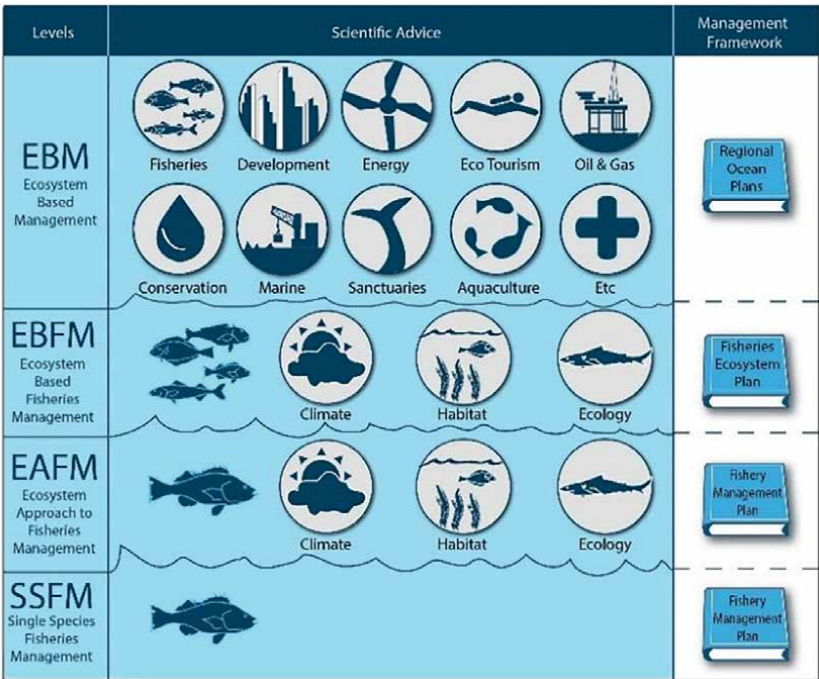 Levels
Scientific Advice
Management
Framework
EBM
Ecosystem
Based
Management
Fisheries
Development
Energy
Eco Tourism
Oil & Gas
Conservation
Marine
Sanctuaries
Aquaculture
Etc
Regional
Ocean
Plans
EBFM
Ecosystem
Based
Fisheries
Management
Climate
Habitat
Ecology
Fisheries
Ecosystem
Plan
EAFM
Ecosystem
Approach to
Fisheries
Management
Climate
Habitat
Ecology
Fishery
Management
Plan
SSFM
Single Species
Fisheries
Management
Fishery
Management
Plan